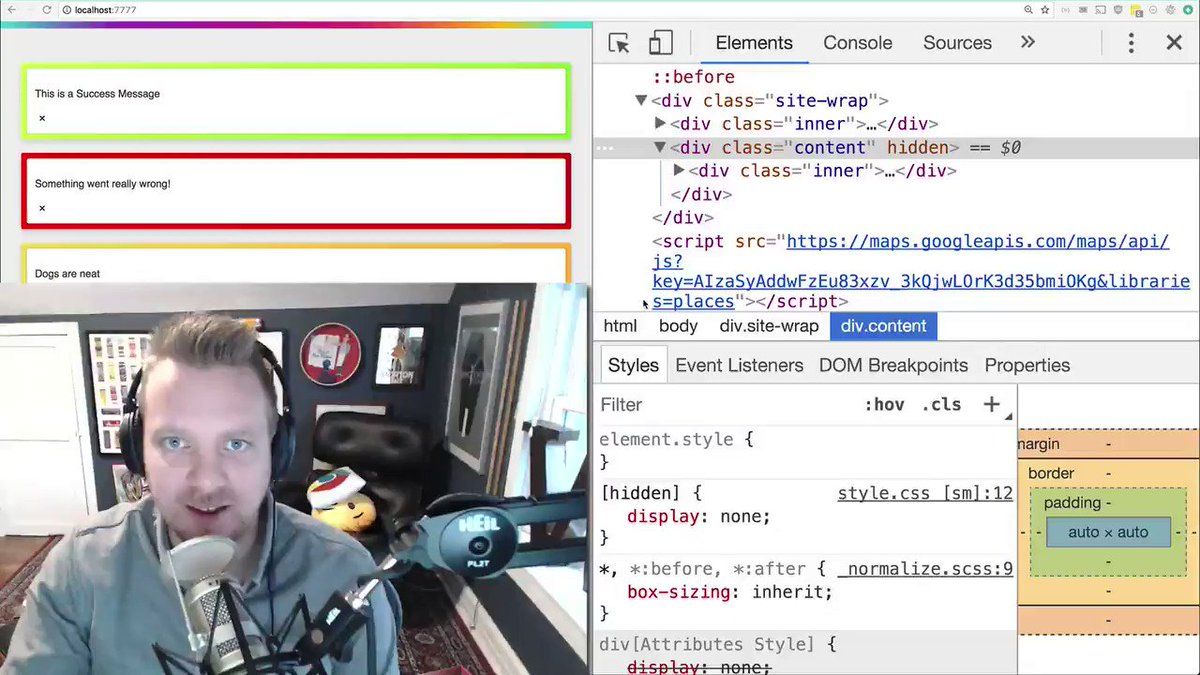 localhost:7777
This is a Success Message
×
Something went really wrong!
×
Dogs are neat
Elements Console Sources »
::before
▼<div class="site-wrap">
▶<div class="inner">…</div>
▼<div class="content" hidden> == $0
▶<div class="inner">…</div>
</div>
</div>
<script src="https://maps.googleapis.com/maps/api/
js?
key=AIzaSyAddwFzEu83xzv_3kQjwLOrK3d35bmiOKg&librarie
s=places"></script>
html body div.site-wrap div.content
Styles Event Listeners DOM Breakpoints Properties
Filter :hov .cls +
element.style {
}
[hidden] { style.css [sm]:12
display: none;
}
*, *:before, *:after { _normalize.scss:9
box-sizing: inherit;
}
div[Attributes Style] {
display: none;
margin -
border -
padding -
- - auto × auto - -
-
-
-
HEIL
PL2T